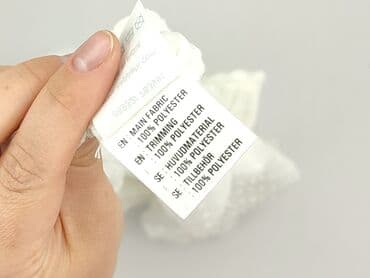 EN: MAIN FABRIC
100% POLYESTER
EN: TRIMMING
: 100% POLYESTER
SE: HUVUDMATERIAL
: 100% POLYESTER
SE: TILLBEHÖR
: 100% POLYESTER